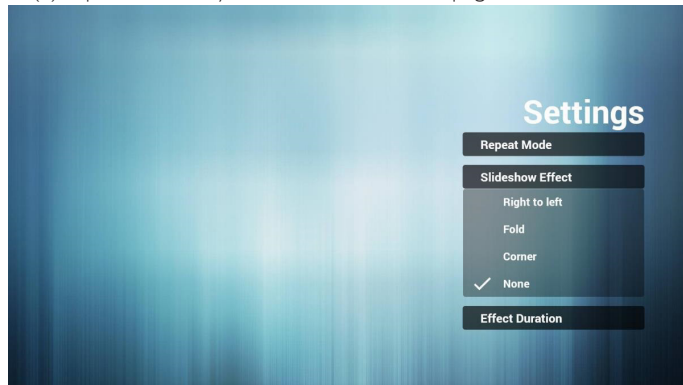 Settings
Repeat Mode
Slideshow Effect
Right to left
Fold
Corner
None
Effect Duration